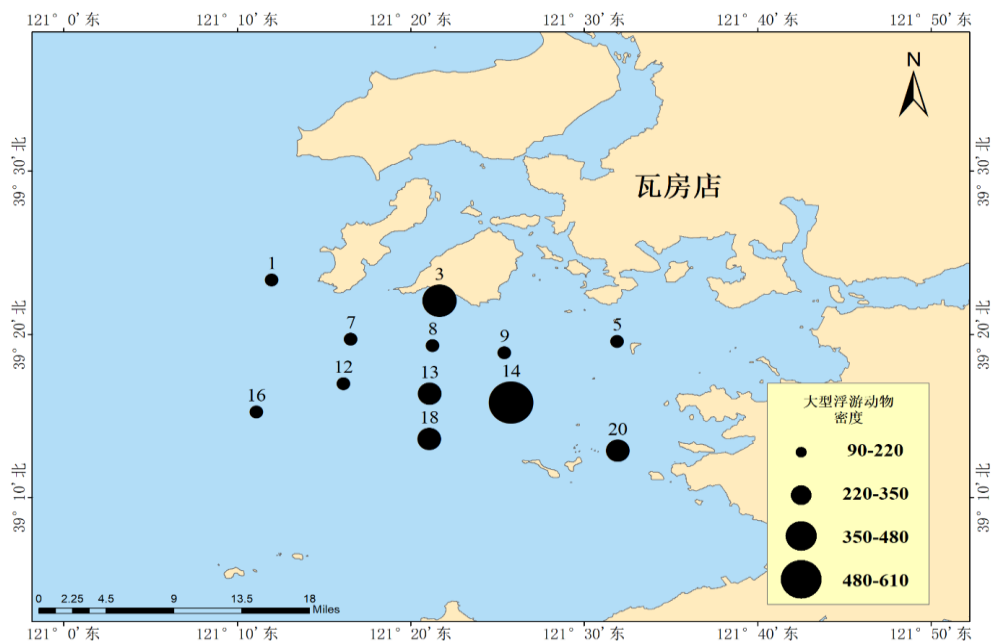 121° 0′ 东 121° 10′ 东 121° 20′ 东 121° 30′ 东 121° 40′ 东 121° 50′ 东
N
39° 30′ 北
39° 30′ 北
瓦房店
1
3
39° 20′ 北
39° 20′ 北
7
8
9
5
12
13
14
16
18
20
大型浮游动物
密度
90-220
220-350
350-480
480-610
39° 10′ 北
39° 10′ 北
0 2.25 4.5 9 13.5 18
Miles
121° 0′ 东 121° 10′ 东 121° 20′ 东 121° 30′ 东 121° 40′ 东 121° 50′ 东